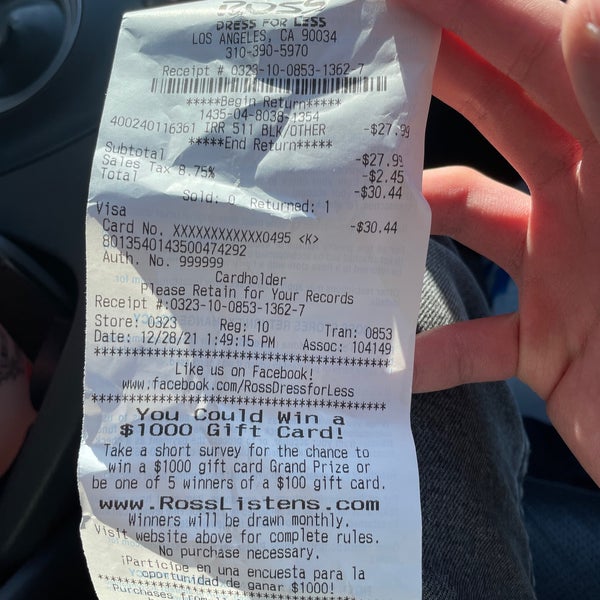 ROSS
DRESS FOR LESS
LOS ANGELES, CA 90034
310-390-5970
Receipt # 0323-10-0853-1362-7
*****Begin Return*****
1435-04-8038-1354
400240116361 IRR 511 BLK/OTHER -$27.99
*****End Return*****
Subtotal -$27.99
Sales Tax 8.75% -$2.45
Total -$30.44
Sold: 0 Returned: 1
Visa -$30.44
Card No. XXXXXXXXXXXX0495 <K>
8013540143500474292
Auth. No. 999999
Cardholder
Please Retain for Your Records
Receipt #:0323-10-0853-1362-7
Store: 0323 Reg: 10 Tran: 0853
Date: 12/28/21 1:49:15 PM Assoc: 104149
****************************************
Like us on Facebook!
www.facebook.com/RossDressforLess
****************************************
You Could Win a
$1000 Gift Card!
Take a short survey for the chance to
win a $1000 gift card Grand Prize or
be one of 5 winners of a $100 gift card.
www.RossListens.com
Winners will be drawn monthly.
Visit website above for complete rules.
No purchase necessary.
¡Participe en una encuesta para la
oportunidad de ganar $1000!
****************************************
Purchases from